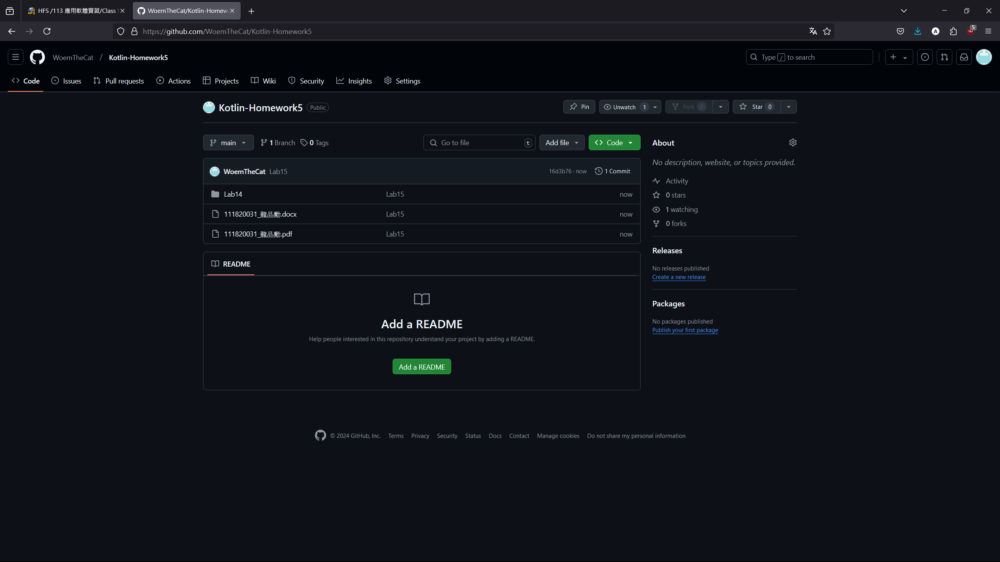 HFS /113 應用軟體實習/Class
WoemTheCat/Kotlin-Homew
https://github.com/WoemTheCat/Kotlin-Homework5
5
WoemTheCat / Kotlin-Homework5
Type / to search
Code
Issues
Pull requests
Actions
Projects
Wiki
Security
Insights
Settings
Kotlin-Homework5 Public
Pin
Unwatch 1
Fork 0
Star 0
main
1 Branch
0 Tags
Go to file t
Add file
Code
WoemTheCat Lab15
16d3b76 · now
1 Commit
Lab14 Lab15 now
111820031_龍品勳.docx Lab15 now
111820031_龍品勳.pdf Lab15 now
README
Add a README
Help people interested in this repository understand your project by adding a README.
Add a README
About
No description, website, or topics provided.
Activity
0 stars
1 watching
0 forks
Releases
No releases published
Create a new release
Packages
No packages published
Publish your first package
© 2024 GitHub, Inc. Terms Privacy Security Status Docs Contact Manage cookies Do not share my personal information